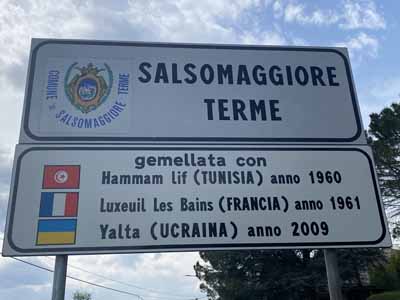 COMUNE DI SALSOMAGGIORE TERME
SALSOMAGGIORE
TERME
gemellata con
Hammam Lif (TUNISIA) anno 1960
Luxeuil Les Bains (FRANCIA) anno 1961
Yalta (UCRAINA) anno 2009